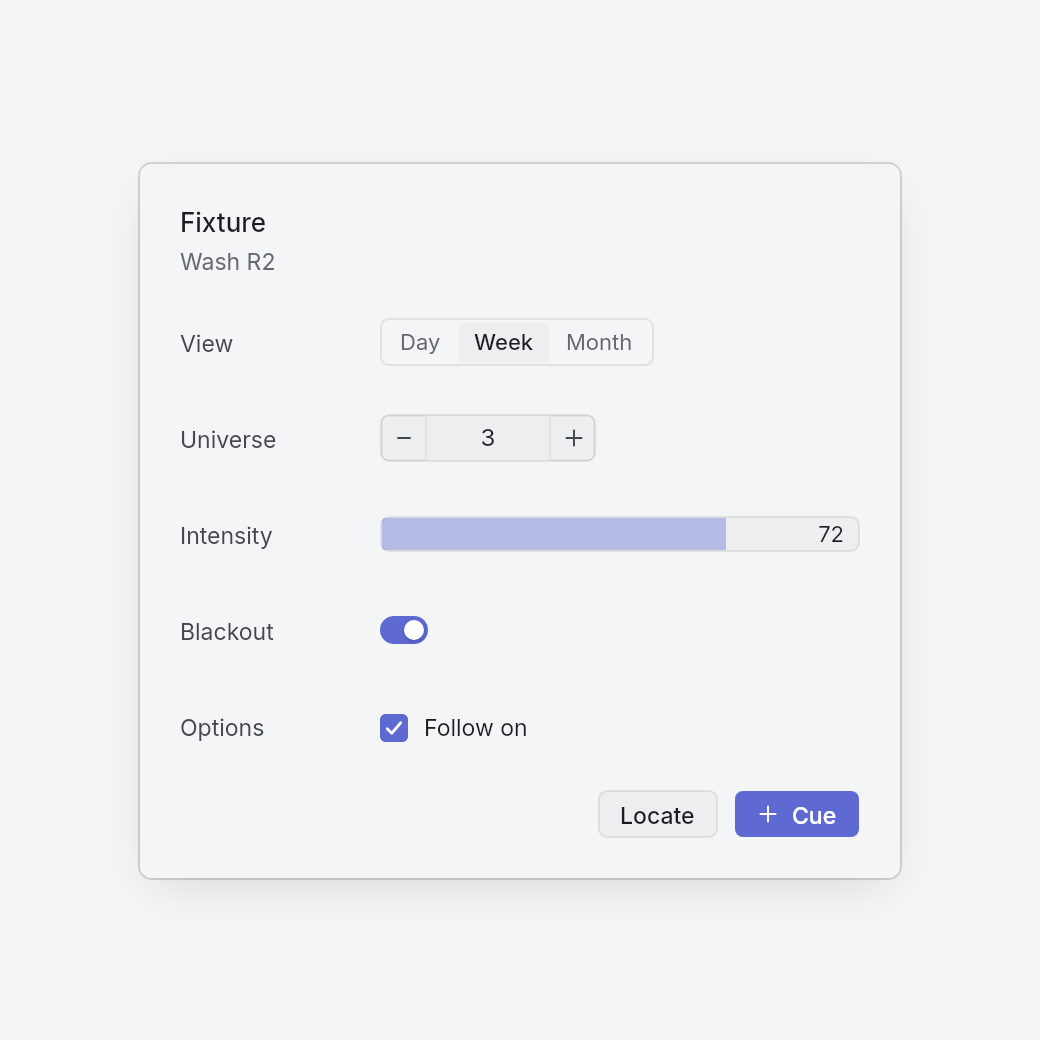 Fixture
Wash R2
View Day Week Month
Universe 3
Intensity 72
Blackout
Options Follow on
Locate Cue